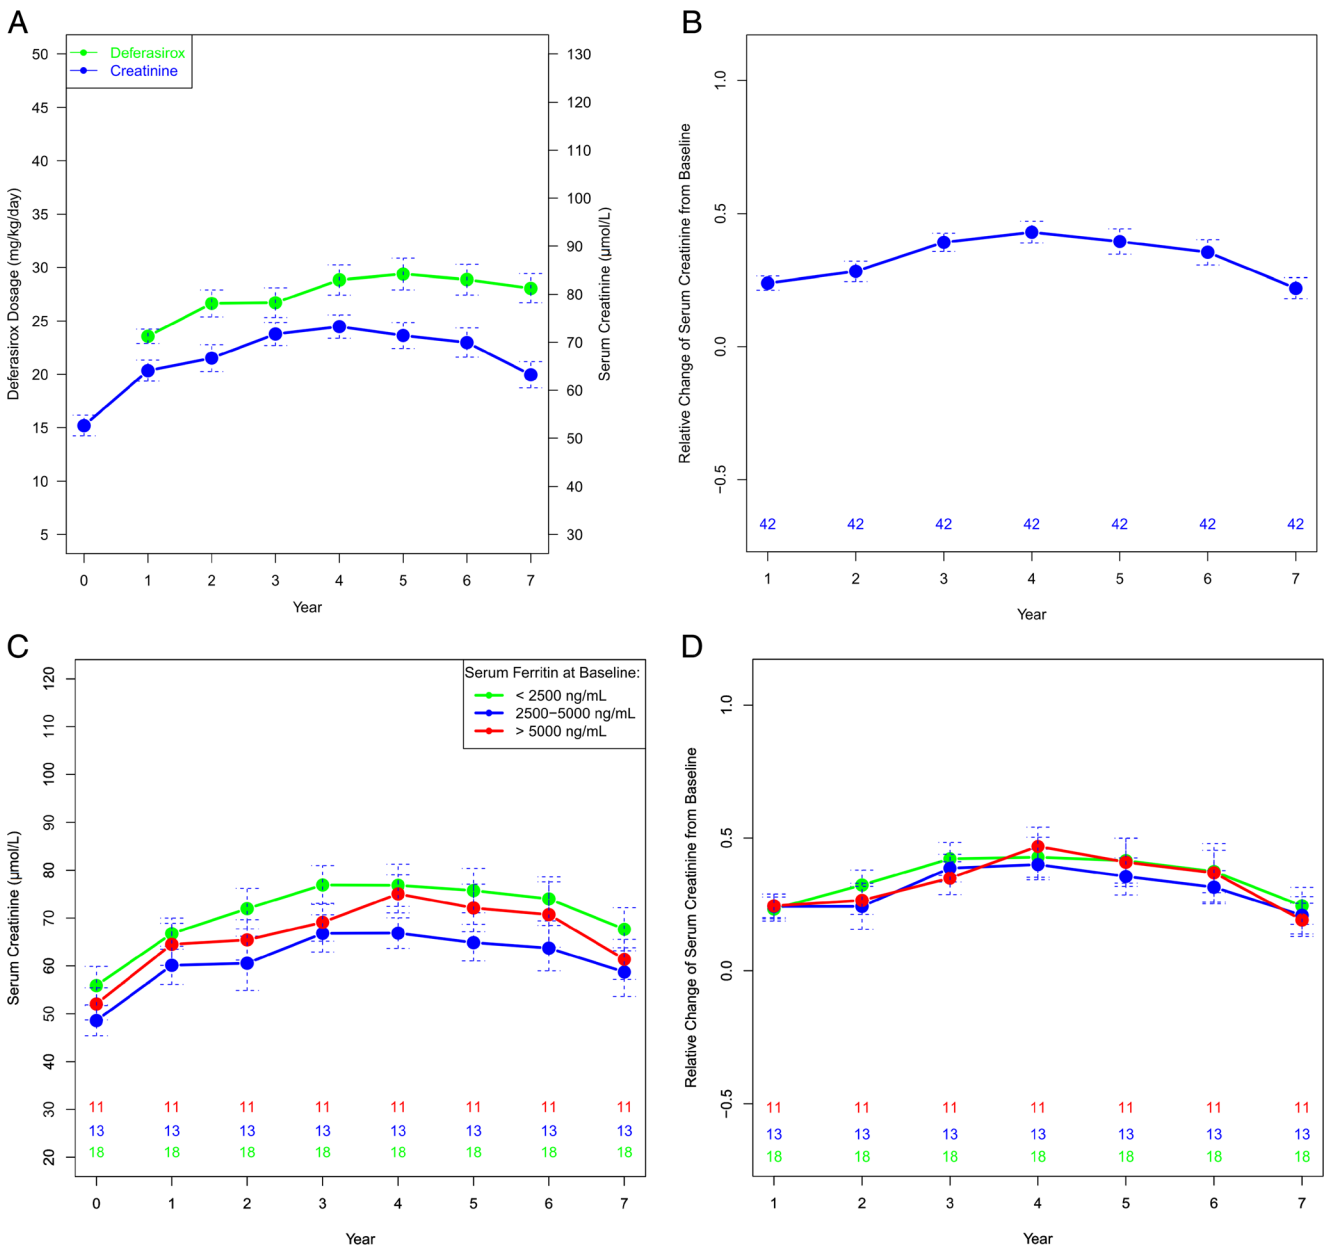 A
Deferasirox
Creatinine
50
45
40
35
30
25
20
15
10
5
Deferasirox Dosage (mg/kg/day)
130
120
110
100
90
80
70
60
50
40
30
Serum Creatinine (µmol/L)
0 1 2 3 4 5 6 7
Year
B
1.0
0.5
0.0
−0.5
Relative Change of Serum Creatinine from Baseline
42 42 42 42 42 42 42
1 2 3 4 5 6 7
Year
C
Serum Ferritin at Baseline:
< 2500 ng/mL
2500−5000 ng/mL
> 5000 ng/mL
120
110
100
90
80
70
60
50
40
30
20
Serum Creatinine (µmol/L)
11 11 11 11 11 11 11 11
13 13 13 13 13 13 13 13
18 18 18 18 18 18 18 18
0 1 2 3 4 5 6 7
Year
D
1.0
0.5
0.0
−0.5
Relative Change of Serum Creatinine from Baseline
11 11 11 11 11 11 11
13 13 13 13 13 13 13
18 18 18 18 18 18 18
1 2 3 4 5 6 7
Year